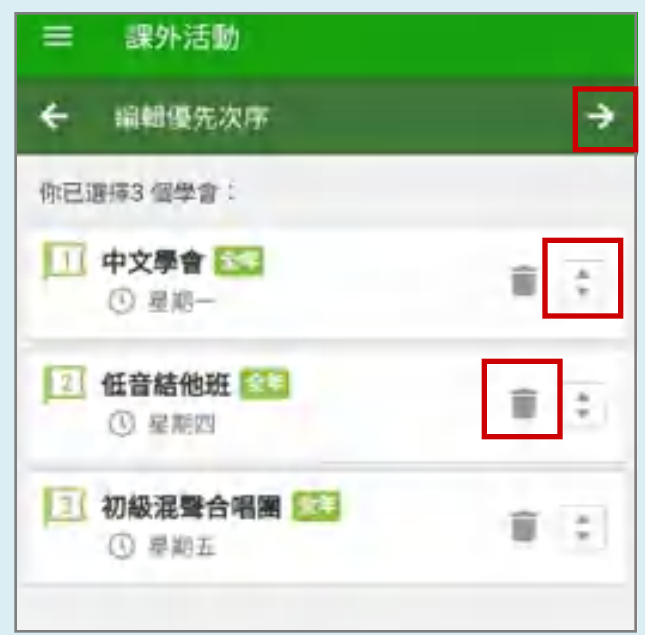 課外活動
編輯優先次序
你已選擇3 個學會：
1 中文學會 全年
星期一
2 低音結他班 全年
星期四
3 初級混聲合唱團 全年
星期五